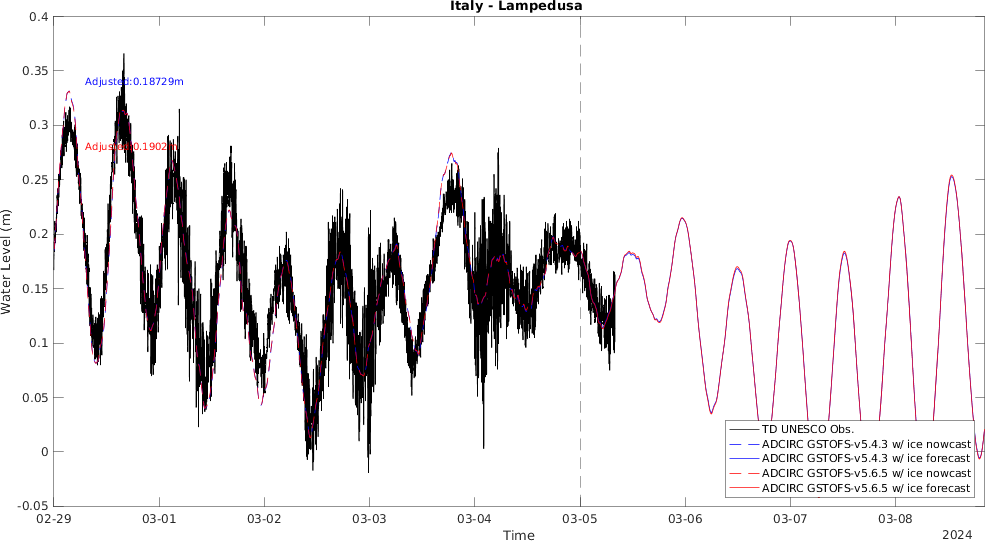 Italy - Lampedusa
0.4
0.35
0.3
0.25
0.2
0.15
0.1
0.05
0
-0.05
Water Level (m)
Adjusted:0.18729m
TD UNESCO Obs.
ADCIRC GSTOFS-v5.4.3 w/ ice nowcast
ADCIRC GSTOFS-v5.4.3 w/ ice forecast
ADCIRC GSTOFS-v5.6.5 w/ ice nowcast
ADCIRC GSTOFS-v5.6.5 w/ ice forecast
02-29 03-01 03-02 03-03 03-04 03-05 03-06 03-07 03-08
Time
2024